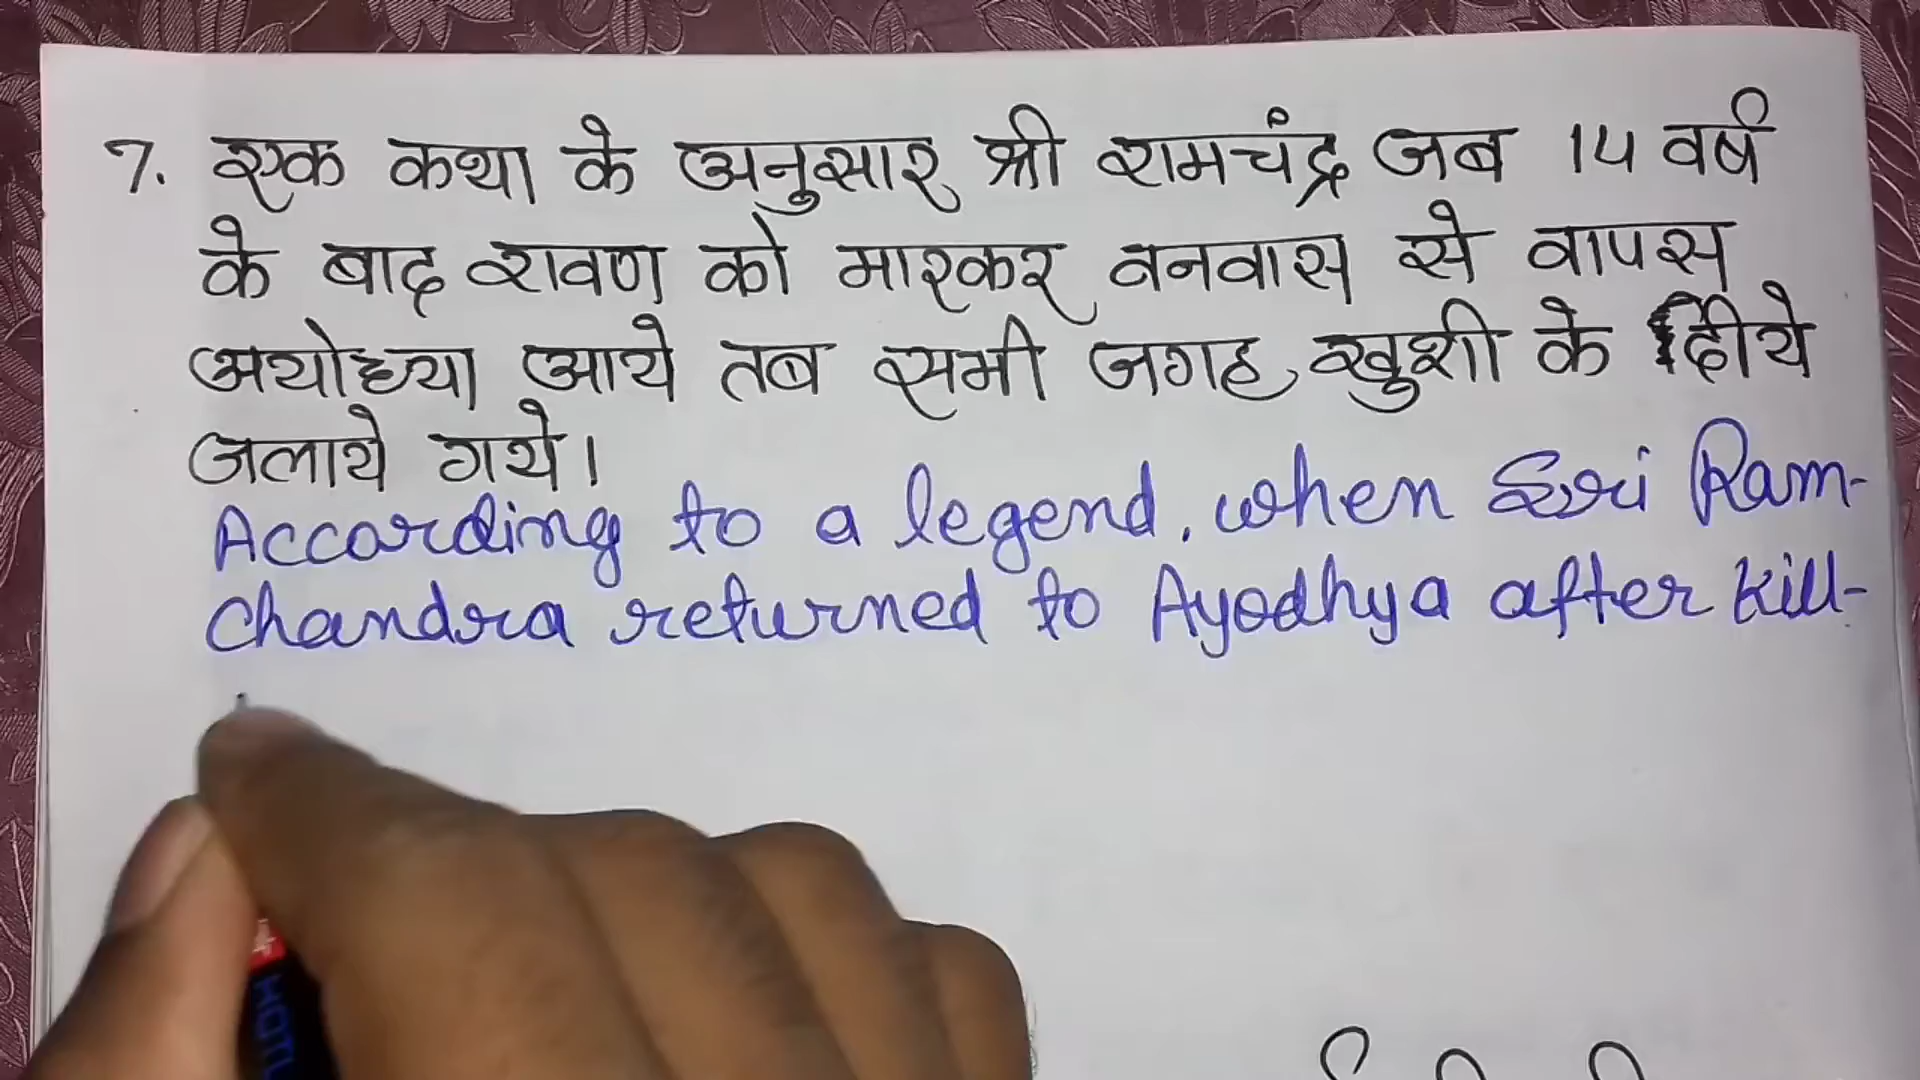 7. एक कथा के अनुसार श्री रामचंद्र जब 14 वर्ष
के बाद रावण को मारकर वनवास से वापस
अयोध्या आये तब सभी जगह खुशी के दीये
जलाये गये।
According to a legend, when Sri Ram-
chandra returned to Ayodhya after kill-